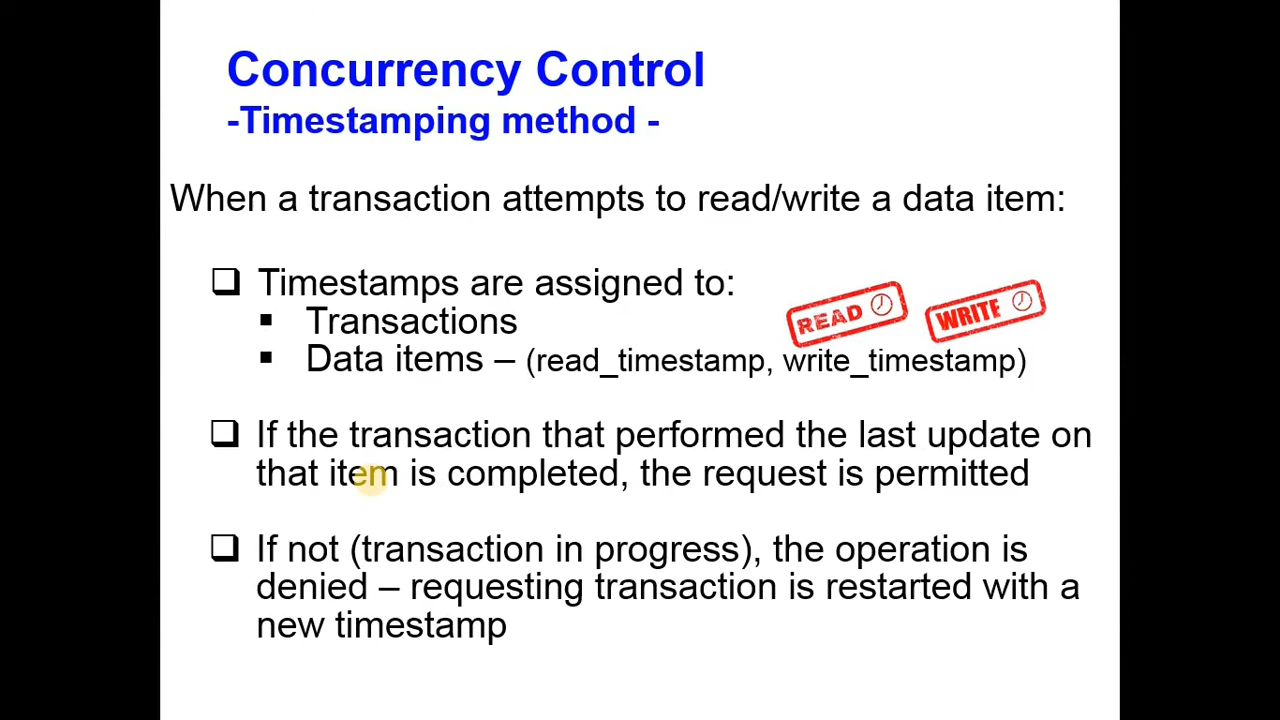 Concurrency Control
-Timestamping method -
When a transaction attempts to read/write a data item:
❑ Timestamps are assigned to:
▪ Transactions
READ
WRITE
▪ Data items – (read_timestamp, write_timestamp)
❑ If the transaction that performed the last update on
that item is completed, the request is permitted
❑ If not (transaction in progress), the operation is
denied – requesting transaction is restarted with a
new timestamp